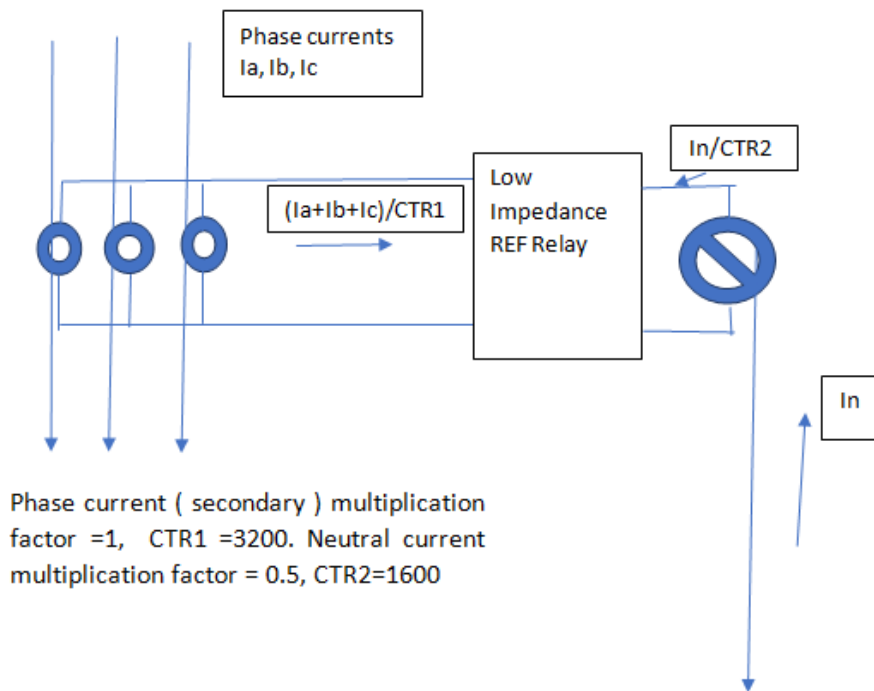 Phase currents
Ia, Ib, Ic
In/CTR2
Low
Impedance
REF Relay
(Ia+Ib+Ic)/CTR1
In
Phase current ( secondary ) multiplication
factor =1, CTR1 =3200. Neutral current
multiplication factor = 0.5, CTR2=1600